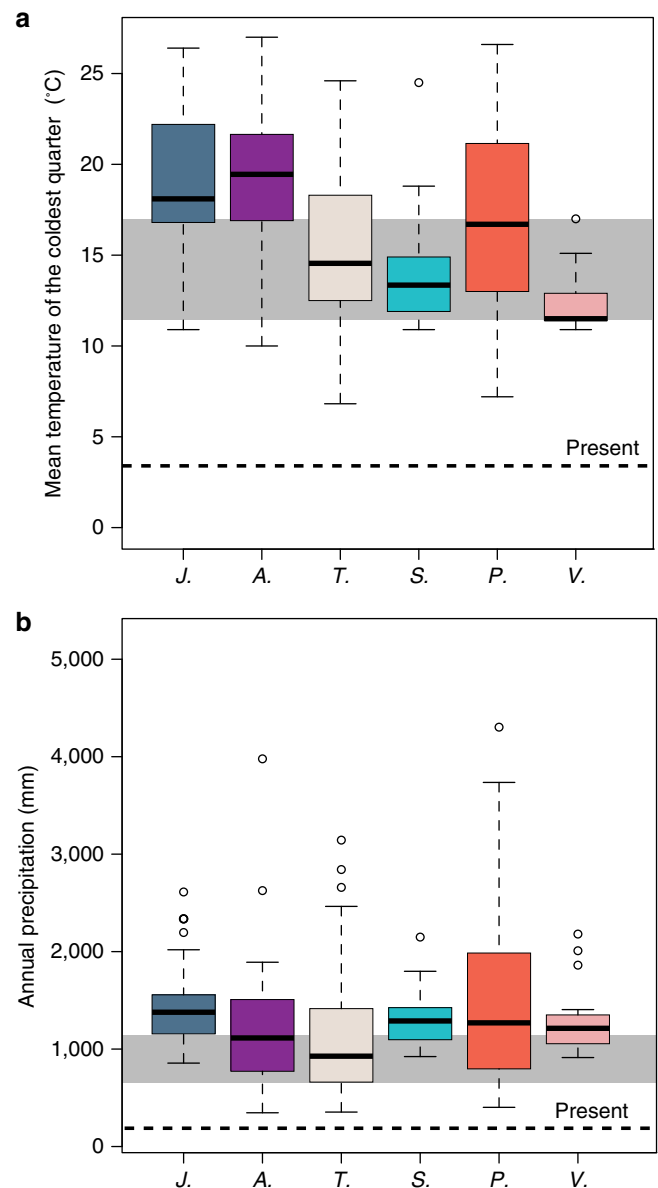 a
Mean temperature of the coldest quarter (°C)
25
20
15
10
5
0
Present
J. A. T. S. P. V.
b
Annual precipitation (mm)
5,000
4,000
3,000
2,000
1,000
0
Present
J. A. T. S. P. V.